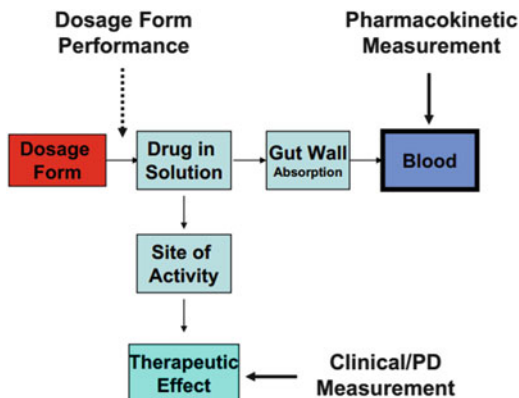 Dosage Form
Performance
Pharmacokinetic
Measurement
Dosage
Form
Drug in
Solution
Gut Wall
Absorption
Blood
Site of
Activity
Therapeutic
Effect
Clinical/PD
Measurement